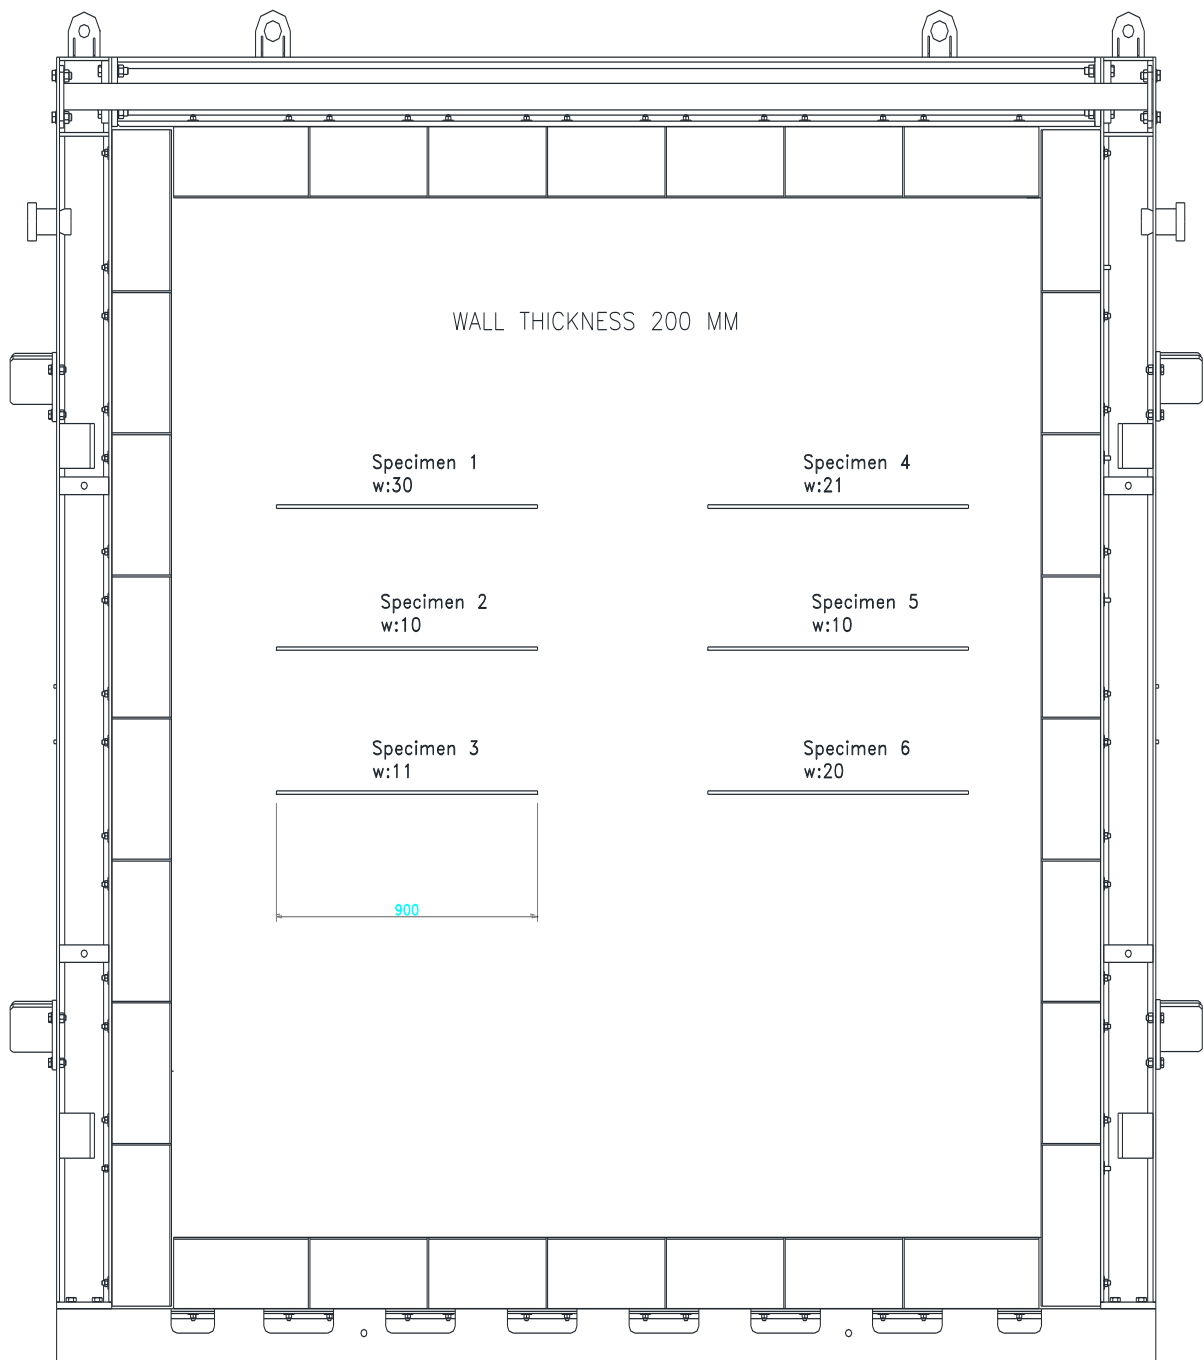 WALL THICKNESS 200 MM
Specimen 1
w:30
Specimen 4
w:21
Specimen 2
w:10
Specimen 5
w:10
Specimen 3
w:11
Specimen 6
w:20
900